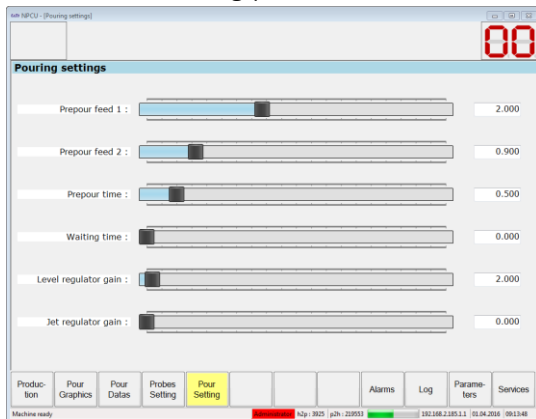 NPCU - [Pouring settings]
00
Pouring settings
Prepour feed 1 : 2.000
Prepour feed 2 : 0.900
Prepour time : 0.500
Waiting time : 0.000
Level regulator gain : 2.000
Jet regulator gain : 0.000
Produc-
tion
Pour
Graphics
Pour
Datas
Probes
Setting
Pour
Setting
Alarms
Log
Parame-
ters
Services
Machine ready
Administrator h2p : 3925 p2h : 219553 192.168.2.185.1.1 01.04.2016 09:13:48